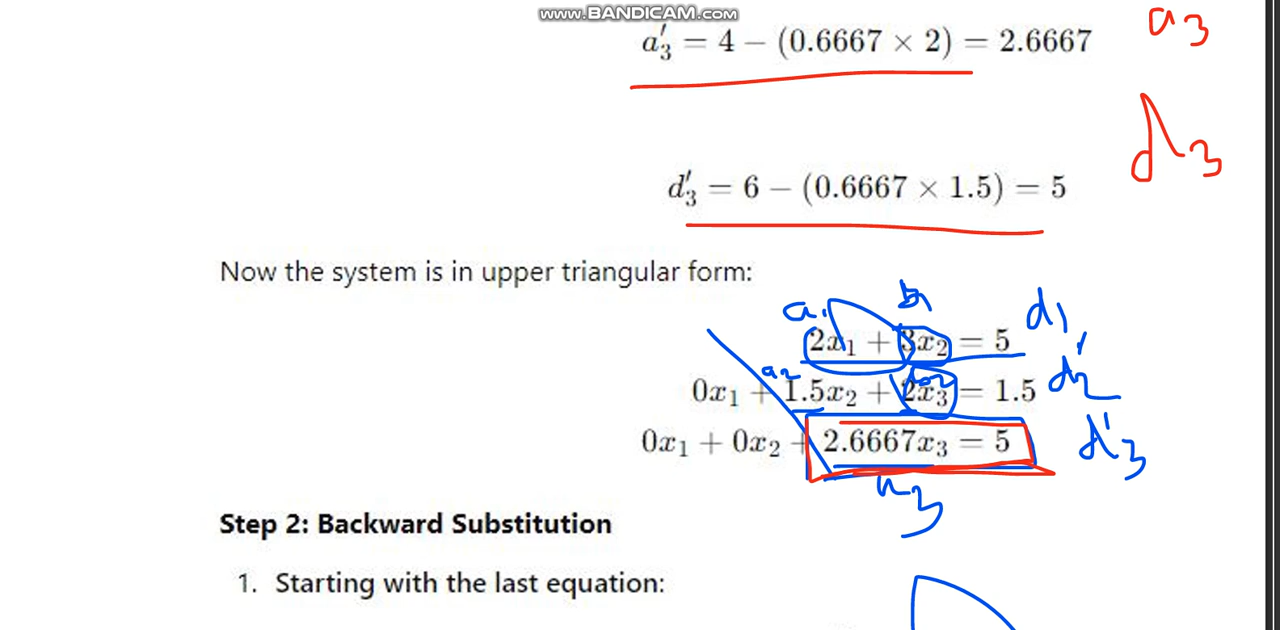 www.BANDICAM.com
a′₃ = 4 − (0.6667 × 2) = 2.6667
a3
d3
d′₃ = 6 − (0.6667 × 1.5) = 5
Now the system is in upper triangular form:
a1 b1 d1
2x₁ + 3x₂ = 5
a2 b2 d'2
0x₁ + 1.5x₂ + 2x₃ = 1.5
0x₁ + 0x₂ + 2.6667x₃ = 5
d'3
a3
Step 2: Backward Substitution
1. Starting with the last equation: